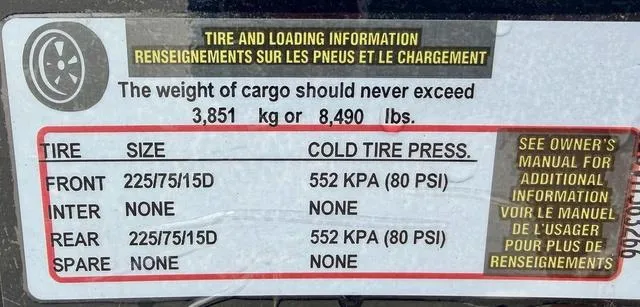 TIRE AND LOADING INFORMATION
RENSEIGNEMENTS SUR LES PNEUS ET LE CHARGEMENT
The weight of cargo should never exceed
3,851 kg or 8,490 lbs.
TIRE SIZE COLD TIRE PRESS.
FRONT 225/75/15D 552 KPA (80 PSI)
INTER NONE NONE
REAR 225/75/15D 552 KPA (80 PSI)
SPARE NONE NONE
SEE OWNER'S
MANUAL FOR
ADDITIONAL
INFORMATION
VOIR LE MANUEL
DE L'USAGER
POUR PLUS DE
RENSEIGNEMENTS